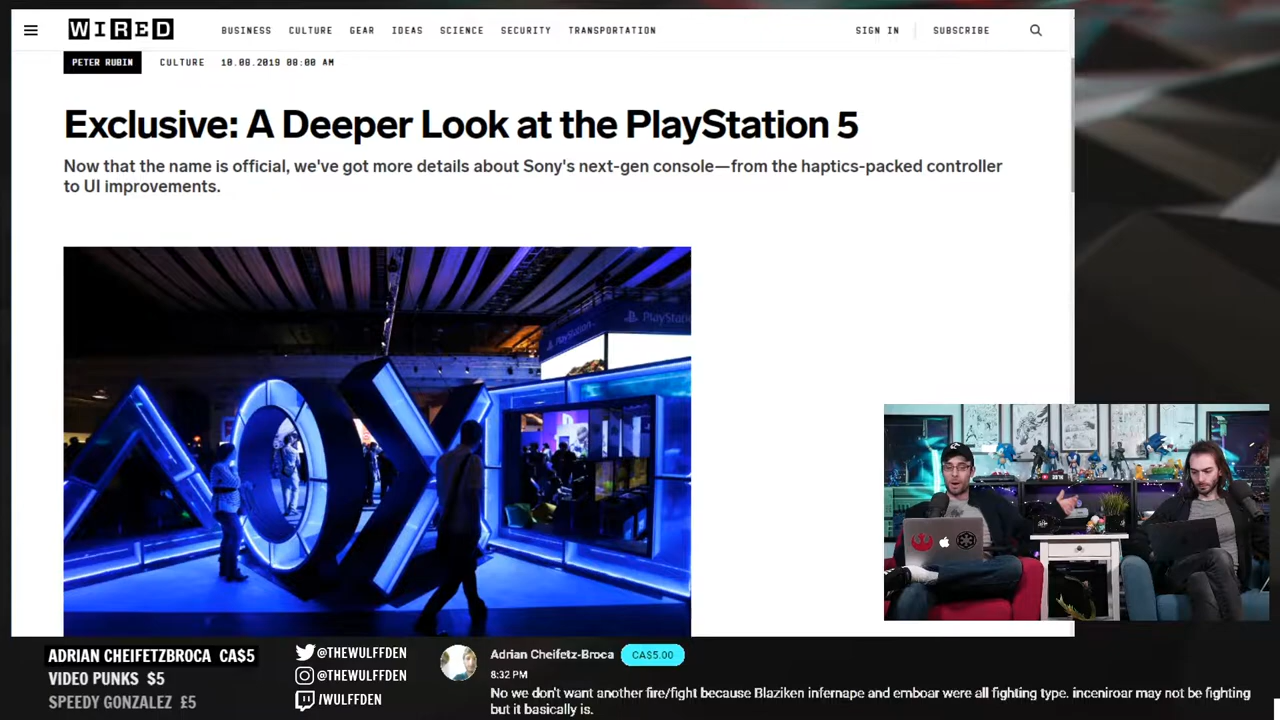 WIRED
BUSINESS CULTURE GEAR IDEAS SCIENCE SECURITY TRANSPORTATION
SIGN IN SUBSCRIBE
PETER RUBIN CULTURE 10.08.2019 08:00 AM
Exclusive: A Deeper Look at the PlayStation 5
Now that the name is official, we've got more details about Sony's next-gen console—from the haptics-packed controller
to UI improvements.
PlayStation
PlayStation
ADRIAN CHEIFETZBROCA CA$5
VIDEO PUNKS $5
SPEEDY GONZALEZ £5
@THEWULFFDEN
@THEWULFFDEN
/WULFFDEN
Adrian Cheifetz-Broca CA$5.00
8:32 PM
No we don't want another fire/fight because Blaziken infernape and emboar were all fighting type. inceniroar may not be fighting
but it basically is.